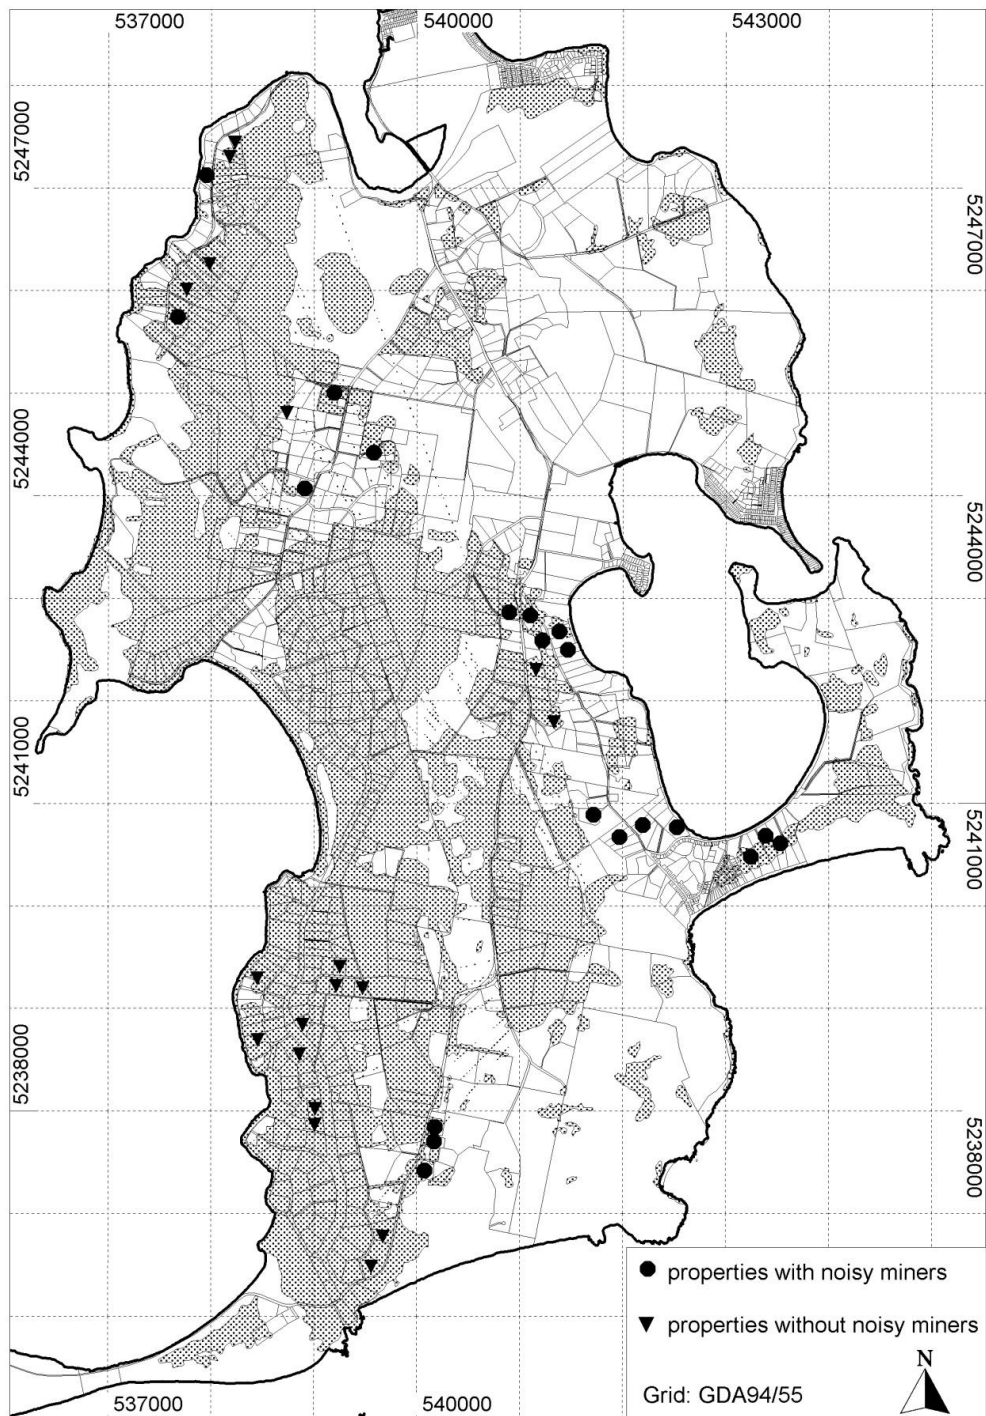 537000 540000 543000
5247000
5247000
5244000
5244000
5241000
5241000
5238000
5238000
properties with noisy miners
properties without noisy miners
N
Grid: GDA94/55
537000 540000